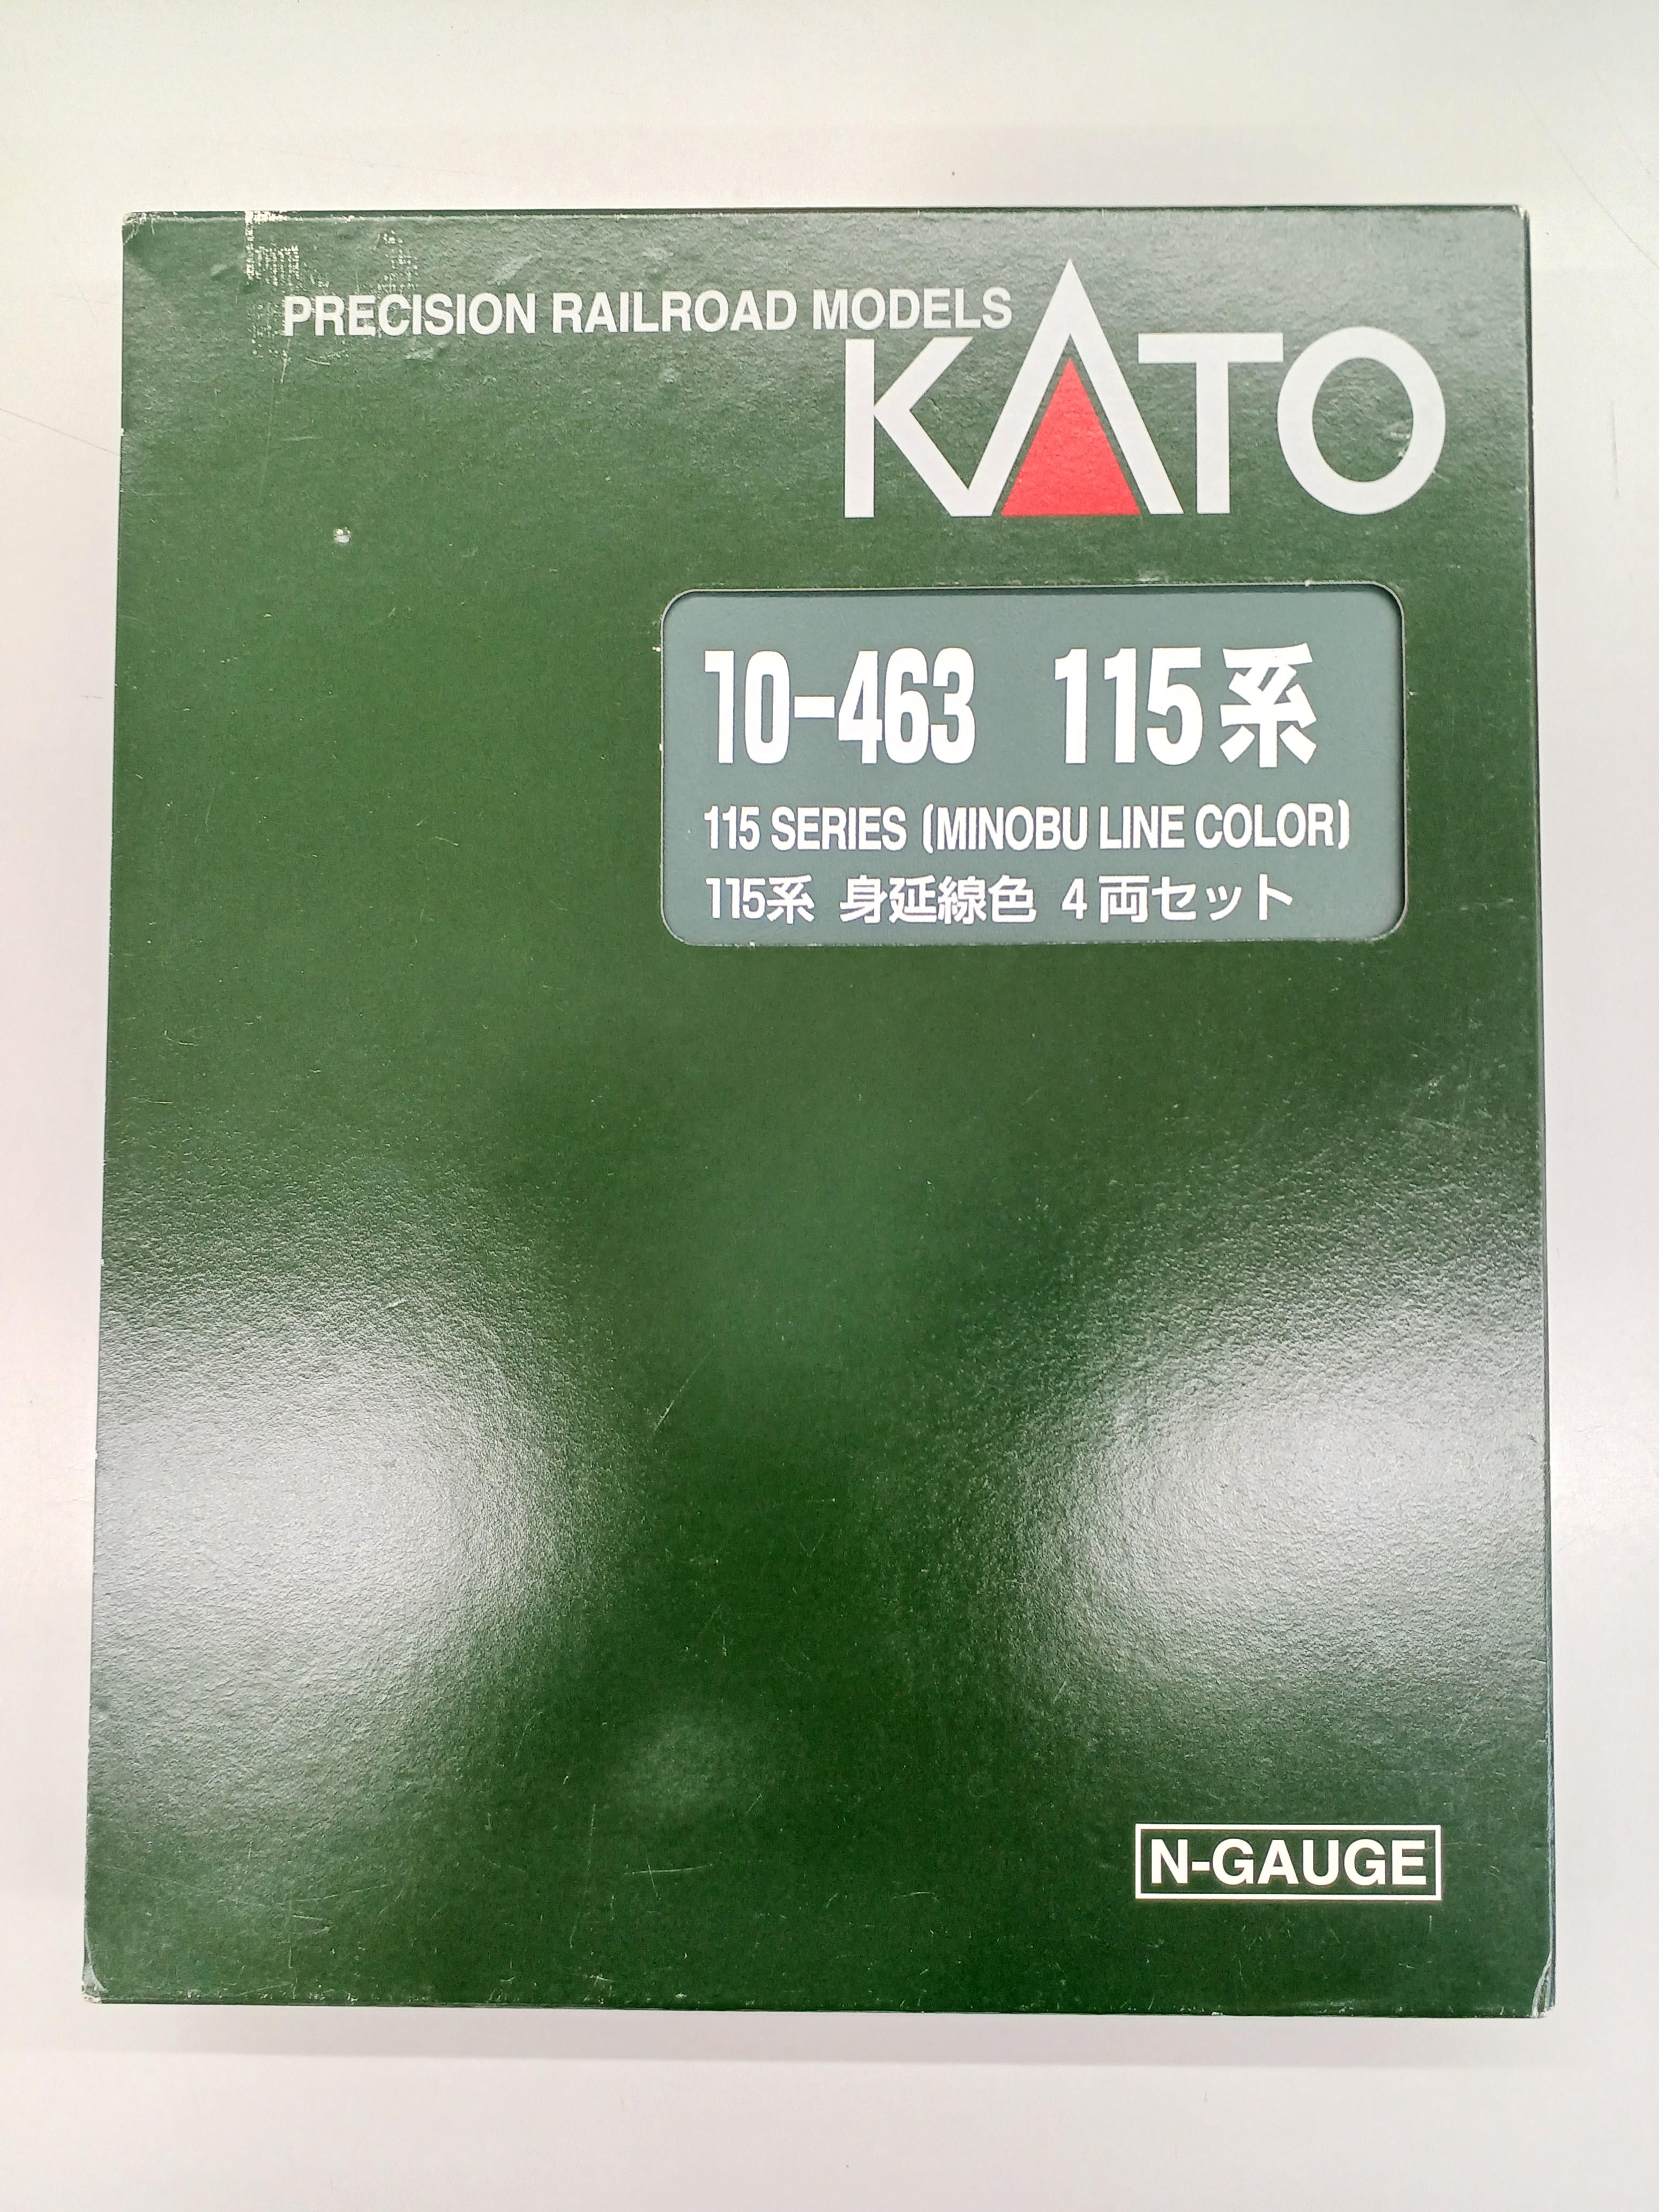 PRECISION RAILROAD MODELS
KATO
10-463 115系
115 SERIES (MINOBU LINE COLOR)
115系 身延線色 4両セット
N-GAUGE